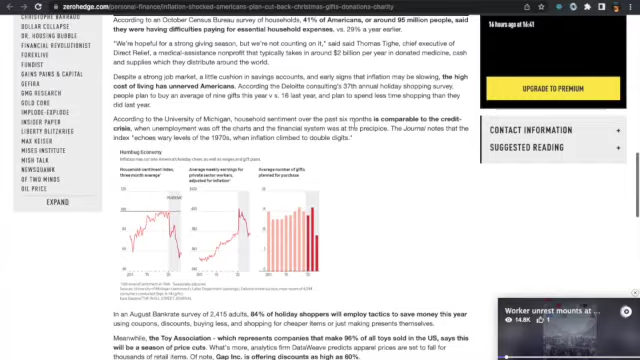 zerohedge.com/personal-finance/inflation-shocked-americans-plan-cut-back-christmas-gifts-charity-donations
CHRISTOPHE BARRAUD
DOLLAR COLLAPSE
DR. HOUSING BUBBLE
FINANCIAL REVOLUTIONIST
FOREXLIVE
FUNDIST
GAINS PAINS & CAPITAL
GEFIRA
GMG RESEARCH
GOLD CORE
IMPLODE-EXPLODE
INSIDER PAPER
LIBERTY BLITZKRIEG
MAX KEISER
MISES INSTITUTE
MISH TALK
NEWSQUAWK
OF TWO MINDS
OIL PRICE
EXPAND
According to an October Census Bureau survey of households, 41% of Americans, or around 95 million people, said
they were having difficulties paying for essential household expenses, vs. 29% a year earlier.
"We're hopeful for a strong giving season, but we're not counting on it," said said Thomas Tighe, chief executive of
Direct Relief, a medical-assistance nonprofit that typically takes in around $2 billion per year in donated medicine, cash
and supplies which they distribute around the world.
Despite a strong job market, a little cushion in savings accounts, and early signs that inflation may be slowing, the high
cost of living has unnerved Americans. According the Deloitte consulting's 37th annual holiday shopping survey,
people plan to buy an average of nine gifts this year v s. 16 last year, and plan to spend less time shopping than they
did last year.
According to the University of Michigan, household sentiment over the past six months is comparable to the credit-
crisis, when unemployment was off the charts and the financial system was at the precipice. The Journal notes that the
index "echoes wary levels of the 1970s, when inflation climbed to double digits."
Humbug Economy
Inflation may cut into Americans' holiday cheer, as well as wages and gift plans.
Household sentiment index,
three month average
Average weekly earnings for
private sector workers,
adjusted for inflation
Average number of gifts
planned for purchase
In an August Bankrate survey of 2,415 adults, 84% of holiday shoppers will employ tactics to save money this year
using coupons, discounts, buying less, and shopping for cheaper items or just making presents themselves.
Meanwhile, the Toy Association - which represents companies that make 96% of all toys sold in the US, says this
will be a season of price cuts. What's more, analytics firm DataWeave predicts apparel prices are set to fall for
thousands of retail items. Of note, Gap Inc. is offering discounts as high as 60%.
16 hours ago at 16:41
UPGRADE TO PREMIUM
CONTACT INFORMATION
SUGGESTED READING
Worker unrest mounts at ...
14.8K
1